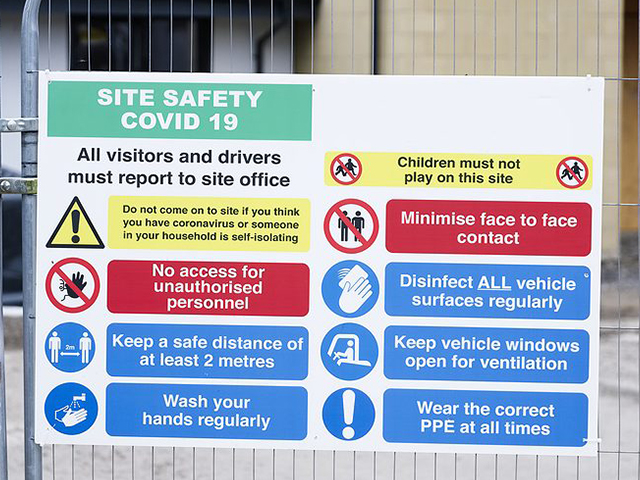 SITE SAFETY
COVID 19
All visitors and drivers
must report to site office
Do not come on to site if you think
you have coronavirus or someone
in your household is self-isolating
No access for
unauthorised
personnel
2m
Keep a safe distance of
at least 2 metres
Wash your
hands regularly
Children must not
play on this site
Minimise face to face
contact
Disinfect ALL vehicle
surfaces regularly
Keep vehicle windows
open for ventilation
Wear the correct
PPE at all times